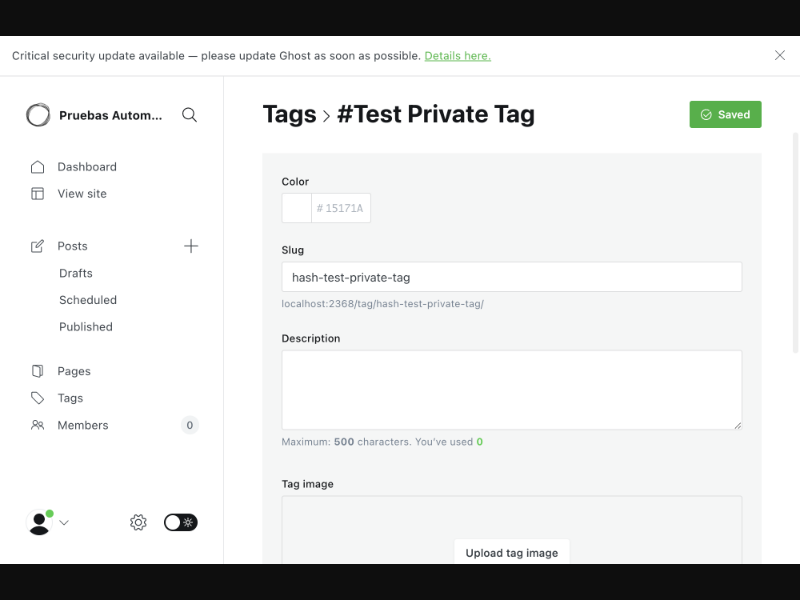 Critical security update available — please update Ghost as soon as possible. Details here.
Pruebas Autom...
Tags > #Test Private Tag
Saved
Dashboard
View site
Posts
Drafts
Scheduled
Published
Pages
Tags
Members 0
Color
# 15171A
Slug
hash-test-private-tag
localhost:2368/tag/hash-test-private-tag/
Description
Maximum: 500 characters. You've used 0
Tag image
Upload tag image